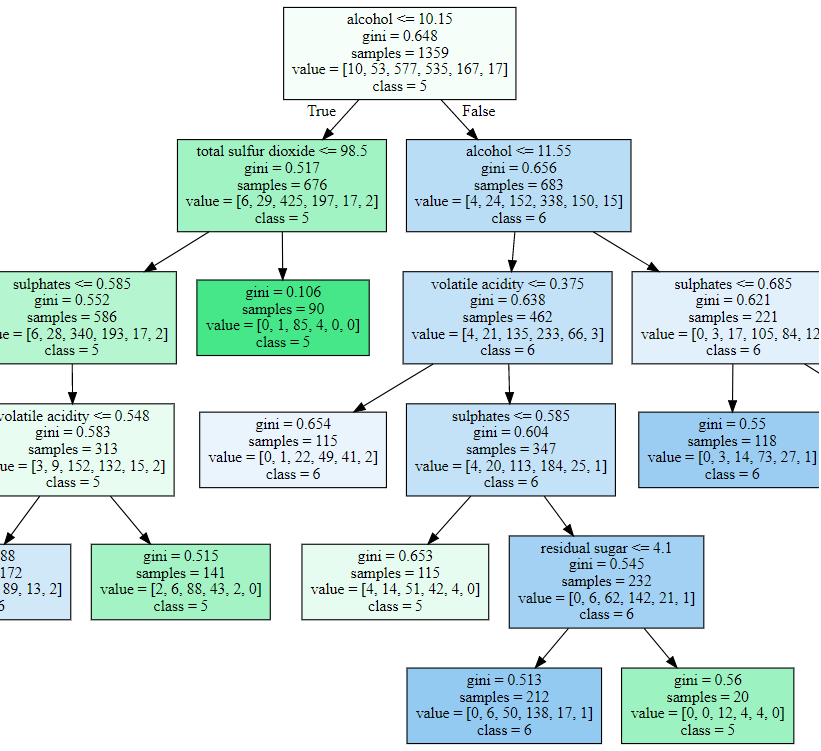 alcohol <= 10.15
gini = 0.648
samples = 1359
value = [10, 53, 577, 535, 167, 17]
class = 5
True
False
total sulfur dioxide <= 98.5
gini = 0.517
samples = 676
value = [6, 29, 425, 197, 17, 2]
class = 5
alcohol <= 11.55
gini = 0.656
samples = 683
value = [4, 24, 152, 338, 150, 15]
class = 6
sulphates <= 0.585
gini = 0.552
samples = 586
ue = [6, 28, 340, 193, 17, 2]
class = 5
gini = 0.106
samples = 90
value = [0, 1, 85, 4, 0, 0]
class = 5
volatile acidity <= 0.375
gini = 0.638
samples = 462
value = [4, 21, 135, 233, 66, 3]
class = 6
sulphates <= 0.685
gini = 0.621
samples = 221
value = [0, 3, 17, 105, 84, 12
class = 6
volatile acidity <= 0.548
gini = 0.583
samples = 313
ue = [3, 9, 152, 132, 15, 2]
class = 5
gini = 0.654
samples = 115
value = [0, 1, 22, 49, 41, 2]
class = 6
sulphates <= 0.585
gini = 0.604
samples = 347
value = [4, 20, 113, 184, 25, 1]
class = 6
gini = 0.55
samples = 118
value = [0, 3, 14, 73, 27, 1]
class = 6
88
172
89, 13, 2]
6
gini = 0.515
samples = 141
value = [2, 6, 88, 43, 2, 0]
class = 5
gini = 0.653
samples = 115
value = [4, 14, 51, 42, 4, 0]
class = 5
residual sugar <= 4.1
gini = 0.545
samples = 232
value = [0, 6, 62, 142, 21, 1]
class = 6
gini = 0.513
samples = 212
value = [0, 6, 50, 138, 17, 1]
class = 6
gini = 0.56
samples = 20
value = [0, 0, 12, 4, 4, 0]
class = 5